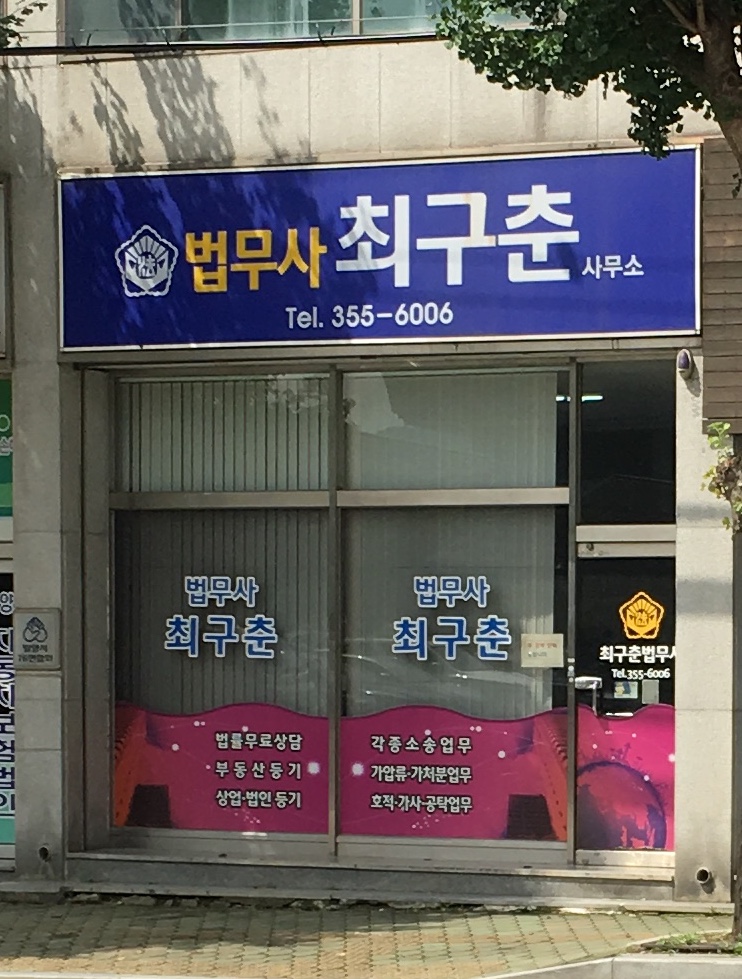 법무사 최구춘 사무소
Tel. 355-6006
법무사
최구춘
법무사
최구춘
최구춘법무사
Tel.355-6006
법률무료상담
부동산등기
상업·법인등기
각종소송업무
가압류·가처분업무
호적·가사·공탁업무